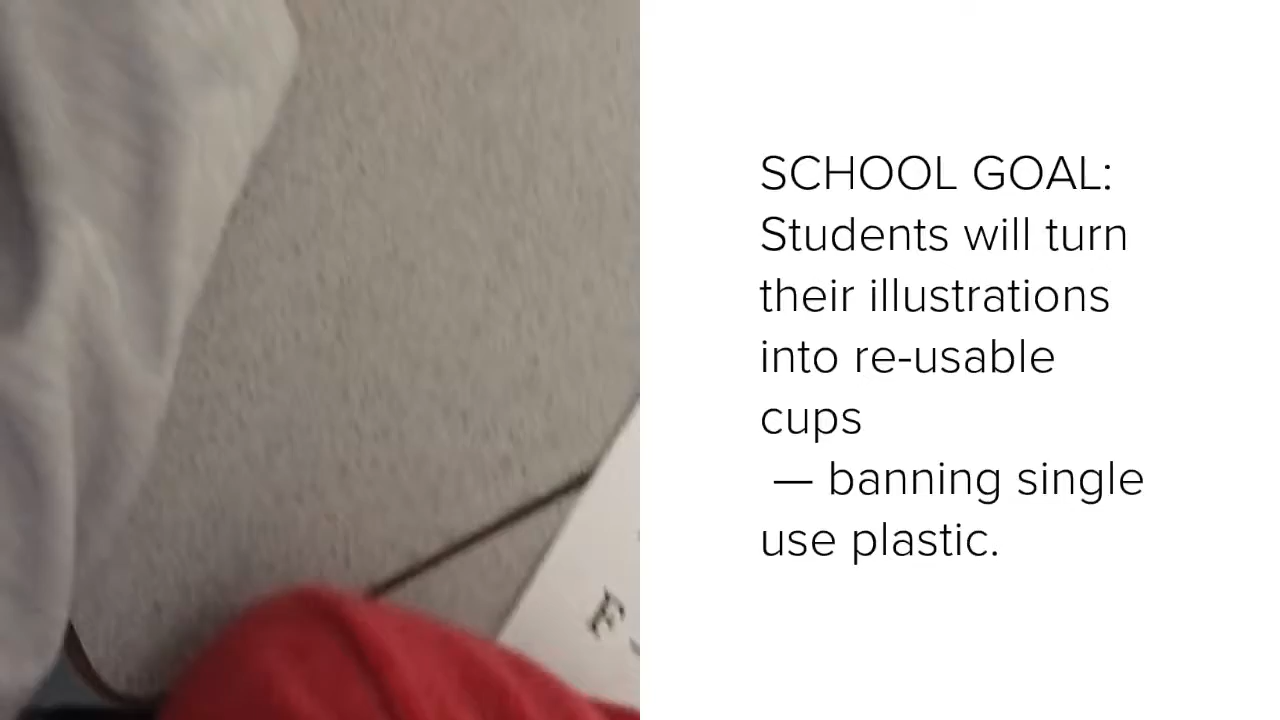 SCHOOL GOAL:
Students will turn
their illustrations
into re-usable
cups
— banning single
use plastic.
E